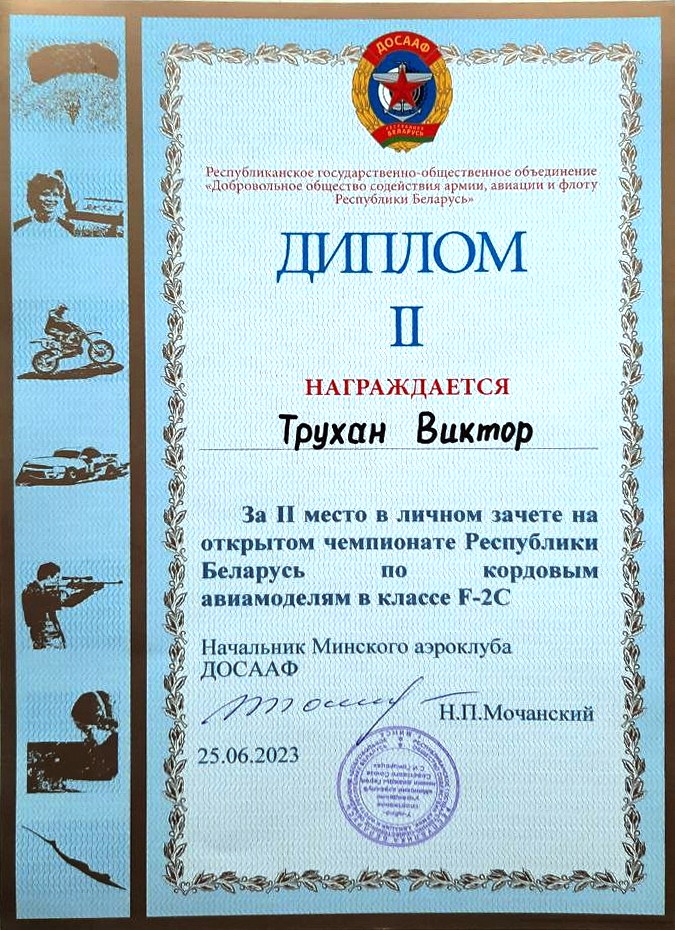 ДОСААФ
РЕСПУБЛИКА
БЕЛАРУСЬ
Республиканское государственно-общественное объединение
«Добровольное общество содействия армии, авиации и флоту
Республики Беларусь»
ДИПЛОМ
II
НАГРАЖДАЕТСЯ
Трухан Виктор
За II место в личном зачете на
открытом чемпионате Республики
Беларусь по кордовым
авиамоделям в классе F-2С
Начальник Минского аэроклуба
ДОСААФ
Н.П.Мочанский
25.06.2023